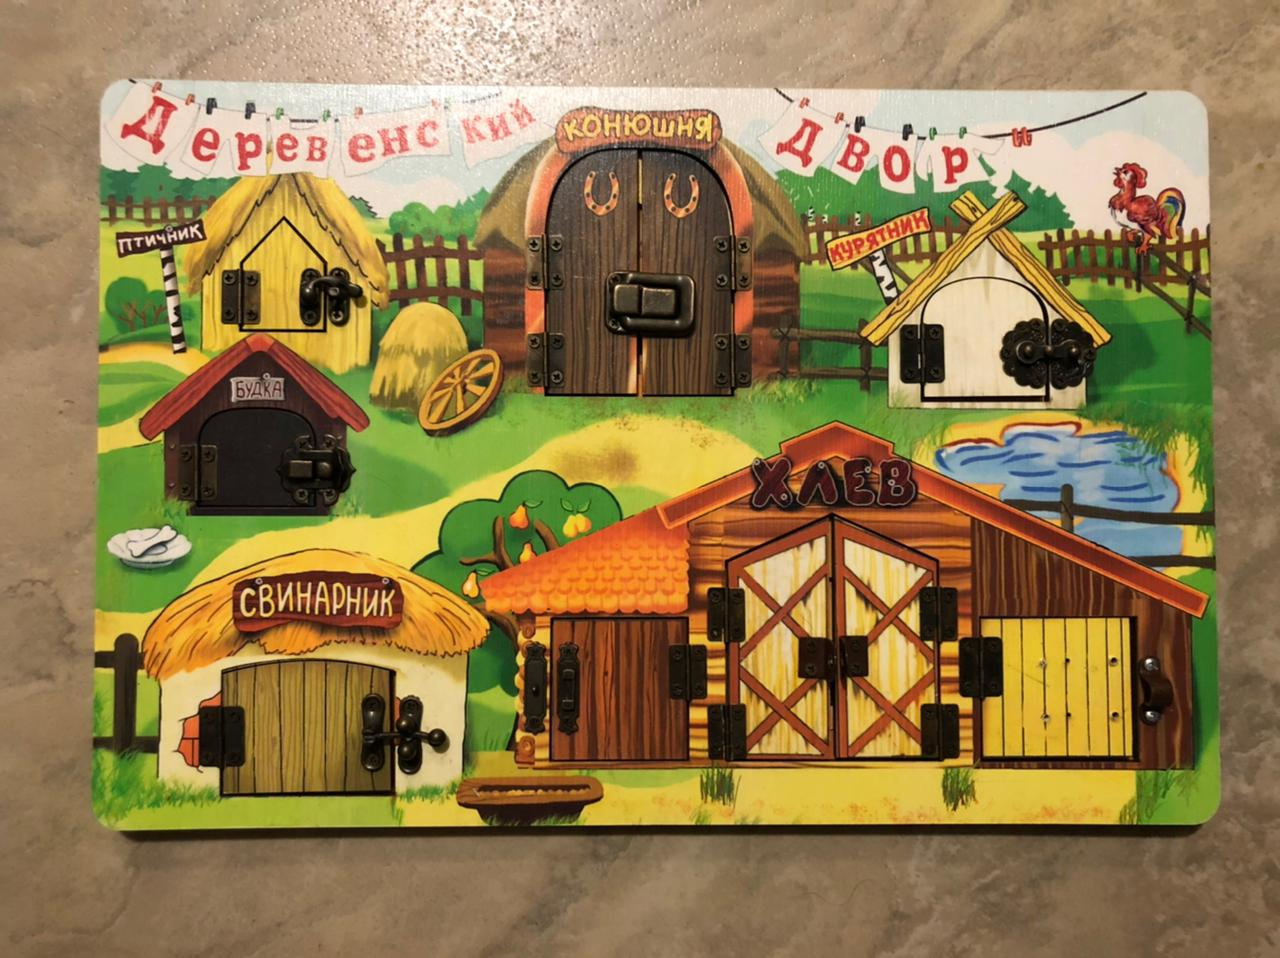 Деревенский Двор"
КОНЮШНЯ
ПТИЧНИК
КУРЯТНИК
БУДКА
ХЛЕВ
СВИНАРНИК